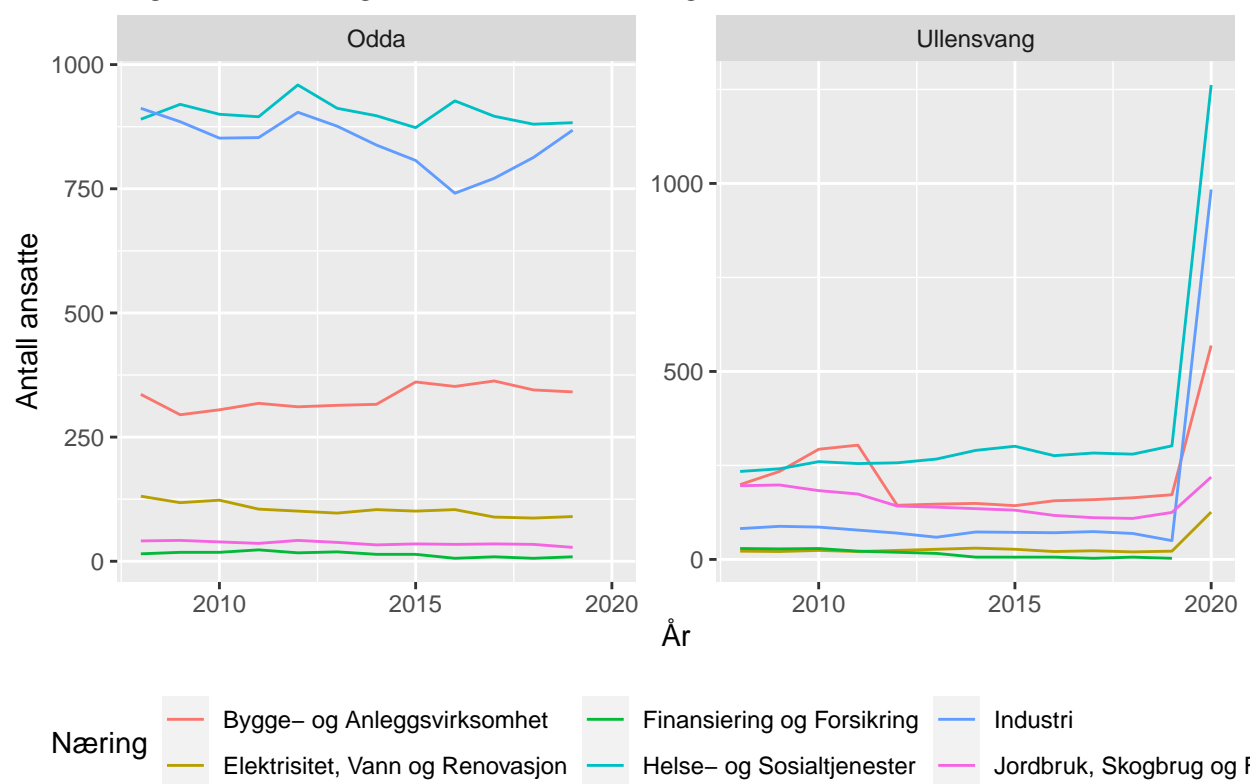 Odda
Ullensvang
1000
750
500
250
0
1000
500
0
2010
2015
2020
2010
2015
2020
Antall ansatte
År
Næring
Bygge− og Anleggsvirksomhet
Finansiering og Forsikring
Industri
Elektrisitet, Vann og Renovasjon
Helse− og Sosialtjenester
Jordbruk, Skogbrug og